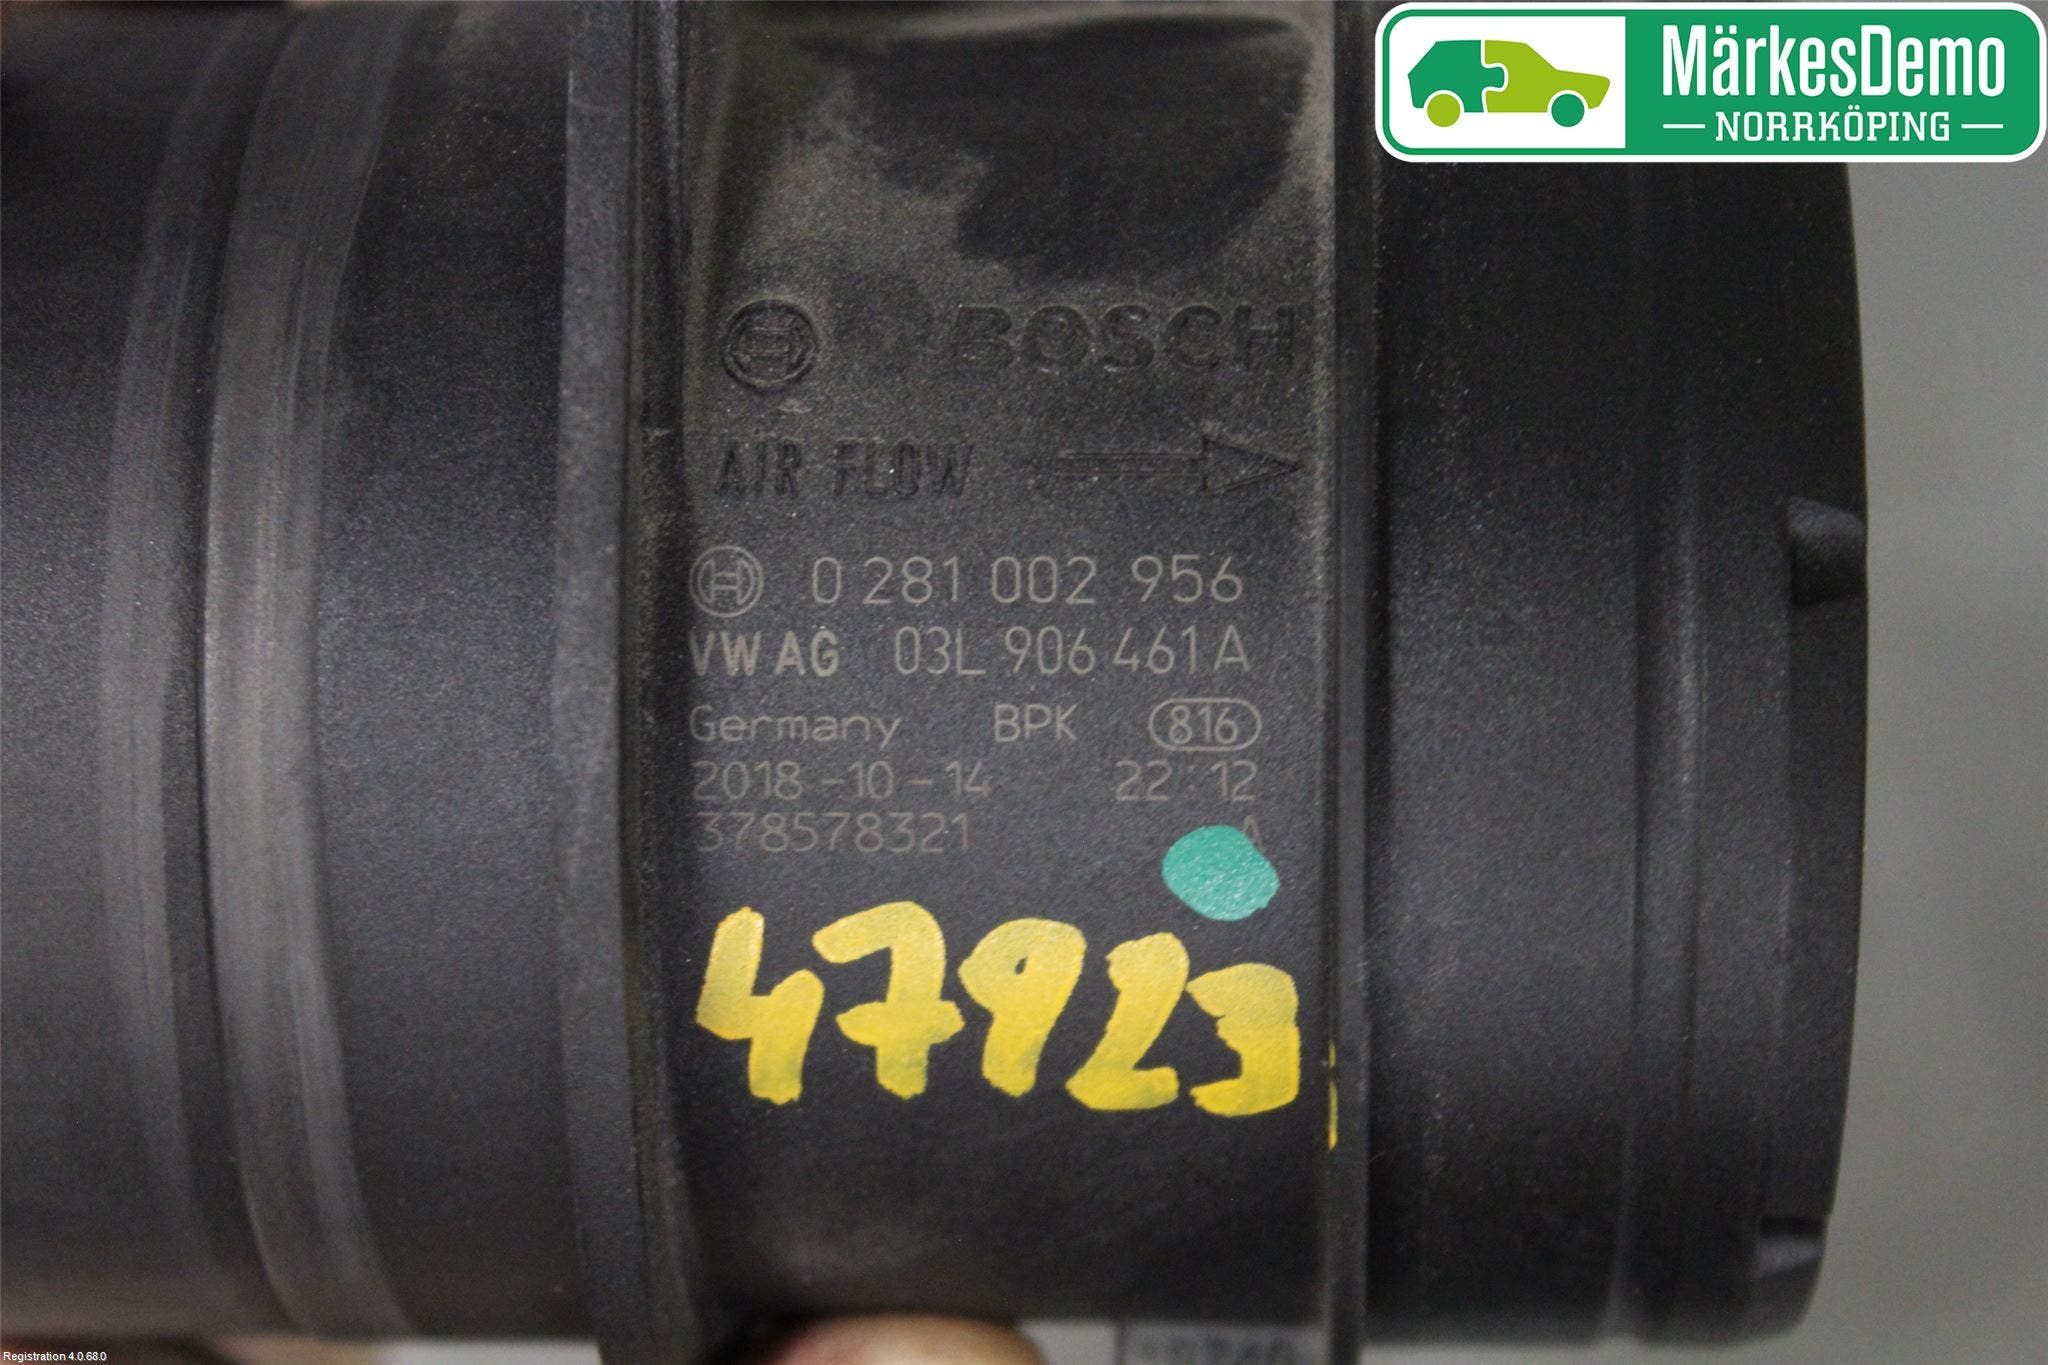 MärkesDemo
NORRKÖPING
BOSCH
AIR FLOW
0 281 002 956
VW AG 03L 906 461 A
Germany BPK 816
2018-10-14 22:12
378578321 A
47923
Registration 4.0.68.0